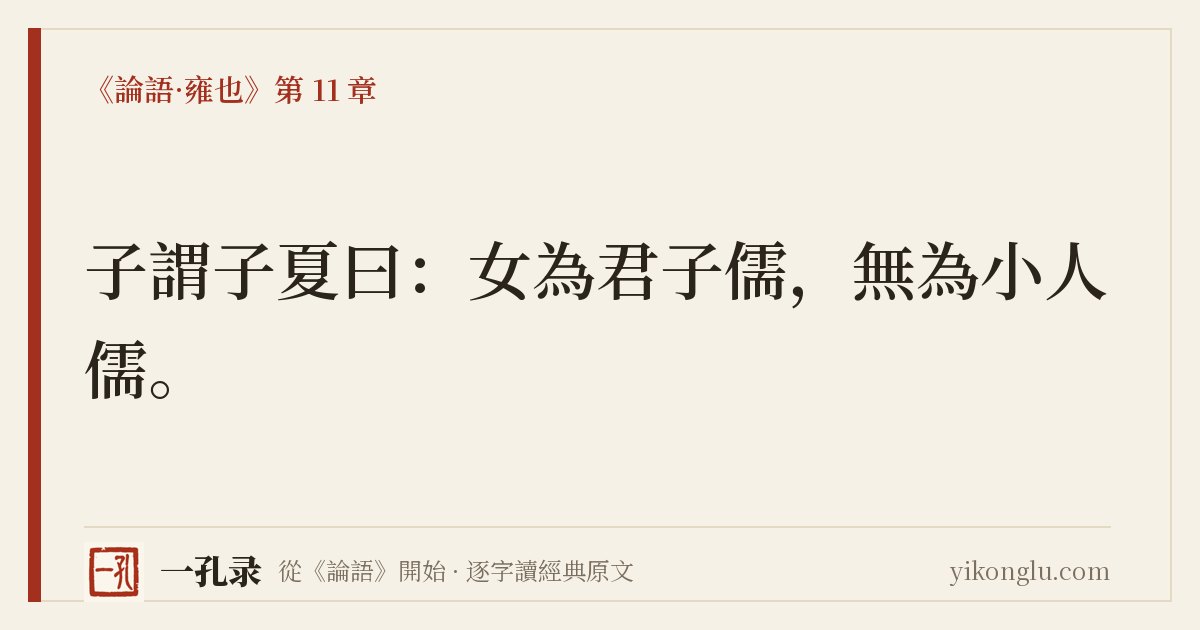 《論語·雍也》第 11 章
子謂子夏曰：女為君子儒，無為小人
儒。
一孔
一孔录 從《論語》開始 · 逐字讀經典原文
yikonglu.com